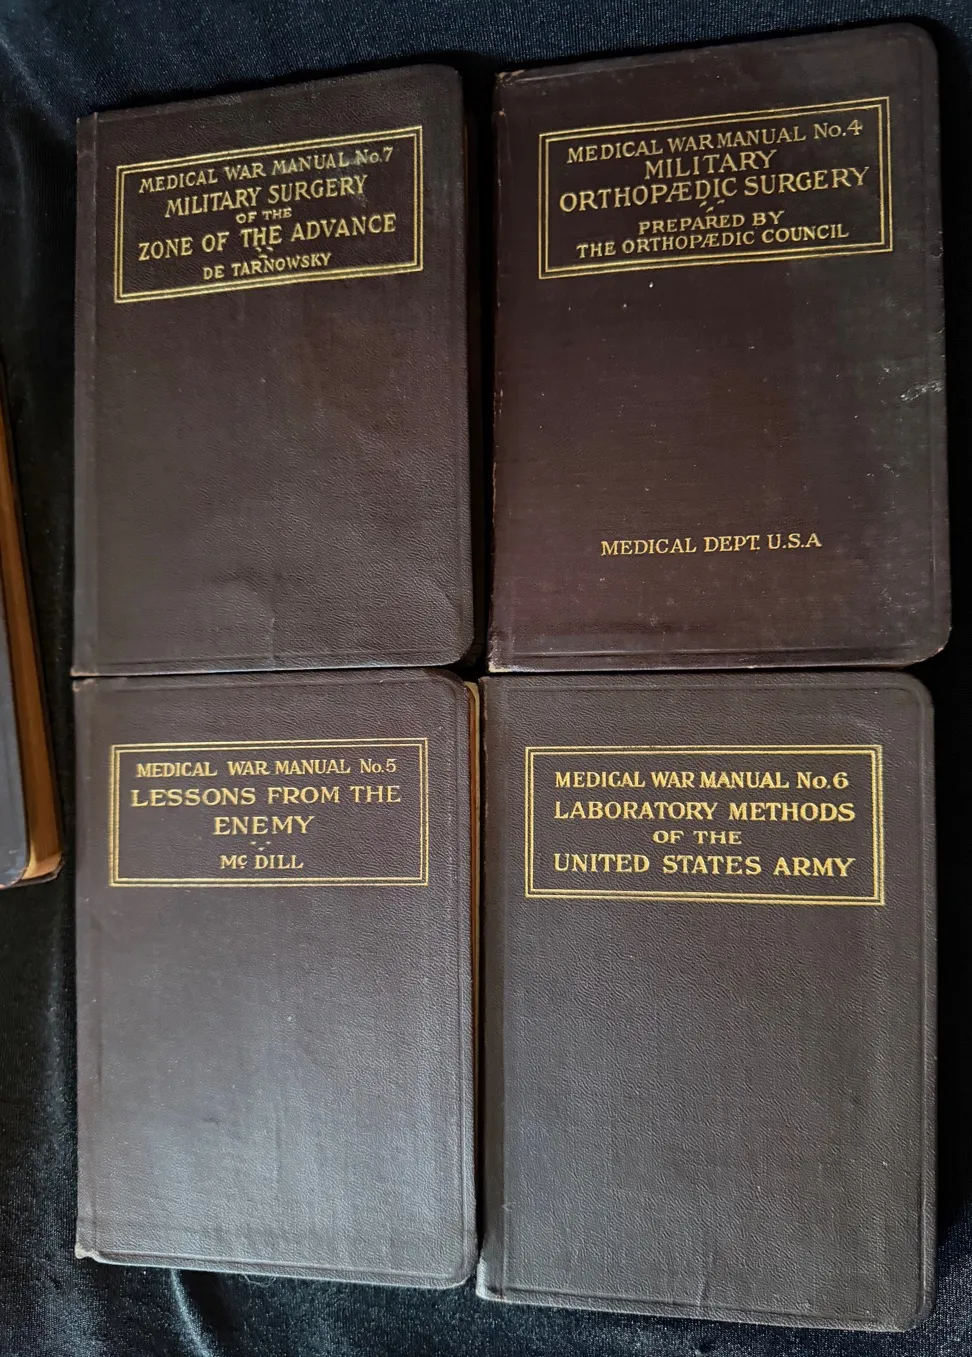 MEDICAL WAR MANUAL No.7
MILITARY SURGERY
OF THE
ZONE OF THE ADVANCE
DE TARNOWSKY
MEDICAL WAR MANUAL No.4
MILITARY
ORTHOPÆDIC SURGERY
PREPARED BY
THE ORTHOPÆDIC COUNCIL
MEDICAL DEPT. U.S.A
MEDICAL WAR MANUAL No.5
LESSONS FROM THE
ENEMY
Mc DILL
MEDICAL WAR MANUAL No.6
LABORATORY METHODS
OF THE
UNITED STATES ARMY